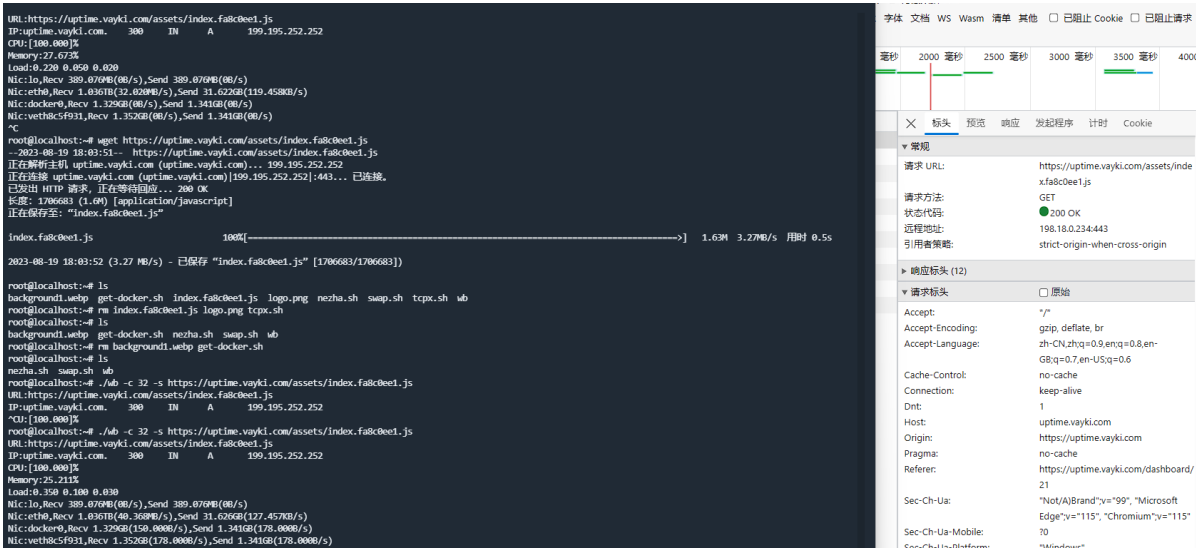 URL:https://uptime.vayki.com/assets/index.fa8c0ee1.js
IP:uptime.vayki.com.    300     IN      A       199.195.252.252
CPU:[100.000]%
Memory:27.673%
Load:0.220 0.050 0.020
Nic:lo,Recv 389.076MB(0B/s),Send 389.076MB(0B/s)
Nic:eth0,Recv 1.036TB(32.020MB/s),Send 31.622GB(119.458KB/s)
Nic:docker0,Recv 1.329GB(0B/s),Send 1.341GB(0B/s)
Nic:veth8c5f931,Recv 1.352GB(0B/s),Send 1.341GB(0B/s)
^C
root@localhost:~# wget https://uptime.vayki.com/assets/index.fa8c0ee1.js
--2023-08-19 18:03:51--  https://uptime.vayki.com/assets/index.fa8c0ee1.js
正在解析主机 uptime.vayki.com (uptime.vayki.com)... 199.195.252.252
正在连接 uptime.vayki.com (uptime.vayki.com)|199.195.252.252|:443... 已连接。
已发出 HTTP 请求，正在等待回应... 200 OK
长度：1706683 (1.6M) [application/javascript]
正在保存至: “index.fa8c0ee1.js”
index.fa8c0ee1.js 100%[=====================================================================================>] 1.63M 3.27MB/s 用时 0.5s
2023-08-19 18:03:52 (3.27 MB/s) - 已保存 “index.fa8c0ee1.js” [1706683/1706683])
root@localhost:~# ls
background1.webp  get-docker.sh  index.fa8c0ee1.js  logo.png  nezha.sh  swap.sh  tcpx.sh  wb
root@localhost:~# rm index.fa8c0ee1.js logo.png tcpx.sh
root@localhost:~# ls
background1.webp  get-docker.sh  nezha.sh  swap.sh  wb
root@localhost:~# rm background1.webp get-docker.sh
root@localhost:~# ls
nezha.sh  swap.sh  wb
root@localhost:~# ./wb -c 32 -s https://uptime.vayki.com/assets/index.fa8c0ee1.js
URL:https://uptime.vayki.com/assets/index.fa8c0ee1.js
IP:uptime.vayki.com.    300     IN      A       199.195.252.252
^CU:[100.000]%
root@localhost:~# ./wb -c 32 -s https://uptime.vayki.com/assets/index.fa8c0ee1.js
URL:https://uptime.vayki.com/assets/index.fa8c0ee1.js
IP:uptime.vayki.com.    300     IN      A       199.195.252.252
CPU:[100.000]%
Memory:25.211%
Load:0.350 0.100 0.030
Nic:lo,Recv 389.076MB(0B/s),Send 389.076MB(0B/s)
Nic:eth0,Recv 1.036TB(40.368MB/s),Send 31.626GB(127.457KB/s)
Nic:docker0,Recv 1.329GB(150.000B/s),Send 1.341GB(178.000B/s)
Nic:veth8c5f931,Recv 1.352GB(178.000B/s),Send 1.341GB(178.000B/s)
字体 文档 WS Wasm 清单 其他 已阻止 Cookie 已阻止请求
毫秒 2000 毫秒 2500 毫秒 3000 毫秒 3500 毫秒 4000
标头 预览 响应 发起程序 计时 Cookie
常规
请求 URL: https://uptime.vayki.com/assets/inde
x.fa8c0ee1.js
请求方法: GET
状态代码: 200 OK
远程地址: 198.18.0.234:443
引用者策略: strict-origin-when-cross-origin
响应标头 (12)
请求标头 原始
Accept: */*
Accept-Encoding: gzip, deflate, br
Accept-Language: zh-CN,zh;q=0.9,en;q=0.8,en-
GB;q=0.7,en-US;q=0.6
Cache-Control: no-cache
Connection: keep-alive
Dnt: 1
Host: uptime.vayki.com
Origin: https://uptime.vayki.com
Pragma: no-cache
Referer: https://uptime.vayki.com/dashboard/
21
Sec-Ch-Ua: "Not/A)Brand";v="99", "Microsoft
Edge";v="115", "Chromium";v="115"
Sec-Ch-Ua-Mobile: ?0
Sec-Ch-Ua-Platform: "Windows"